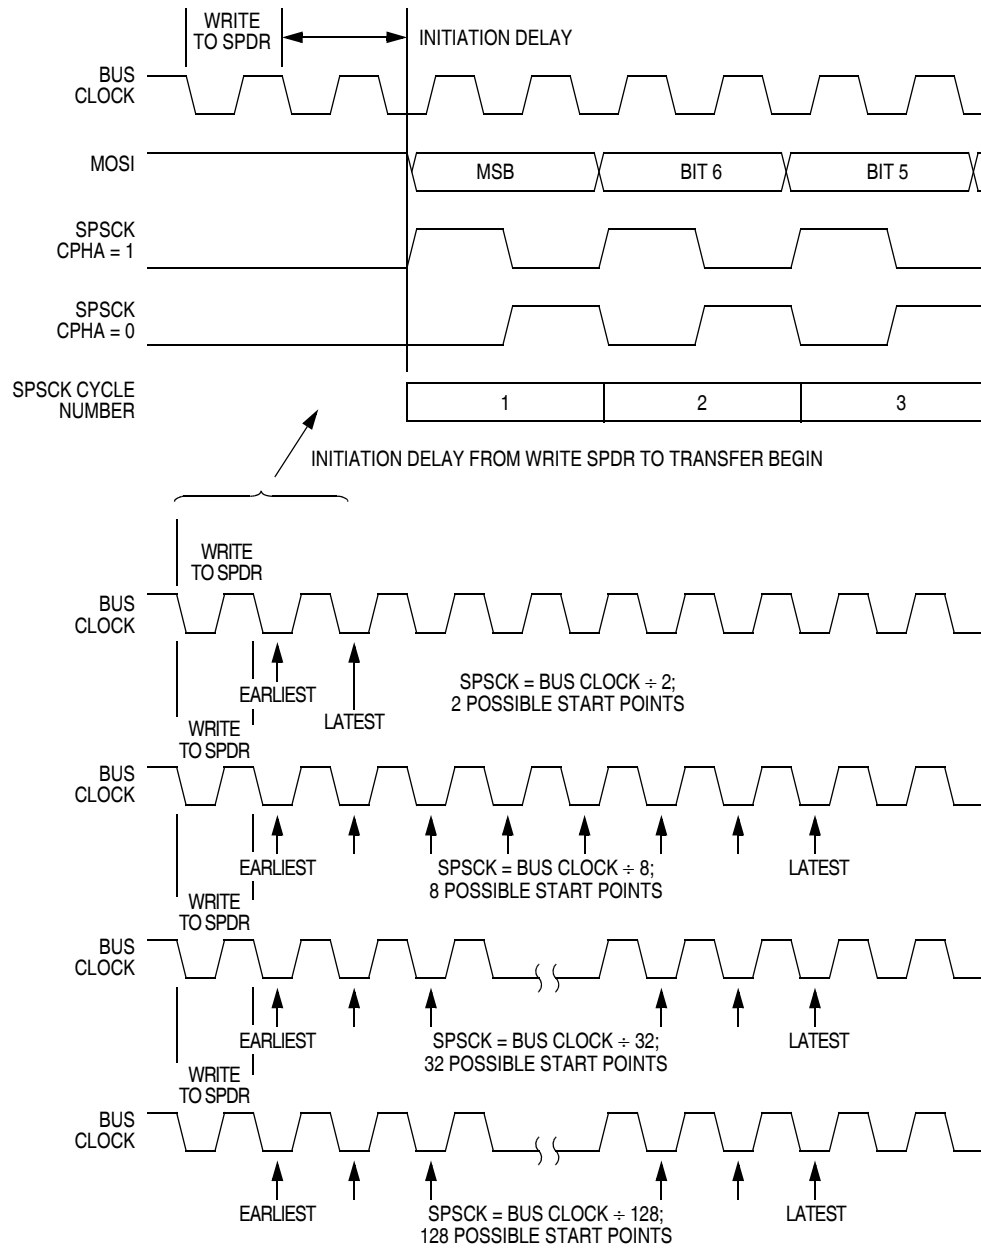 WRITE
TO SPDR
INITIATION DELAY
BUS
CLOCK
MOSI
MSB
BIT 6
BIT 5
SPSCK
CPHA = 1
SPSCK
CPHA = 0
SPSCK CYCLE
NUMBER
1
2
3
INITIATION DELAY FROM WRITE SPDR TO TRANSFER BEGIN
WRITE
TO SPDR
BUS
CLOCK
EARLIEST
LATEST
SPSCK = BUS CLOCK ÷ 2;
2 POSSIBLE START POINTS
WRITE
TO SPDR
BUS
CLOCK
EARLIEST
SPSCK = BUS CLOCK ÷ 8;
8 POSSIBLE START POINTS
LATEST
WRITE
TO SPDR
BUS
CLOCK
EARLIEST
SPSCK = BUS CLOCK ÷ 32;
32 POSSIBLE START POINTS
LATEST
WRITE
TO SPDR
BUS
CLOCK
EARLIEST
SPSCK = BUS CLOCK ÷ 128;
128 POSSIBLE START POINTS
LATEST